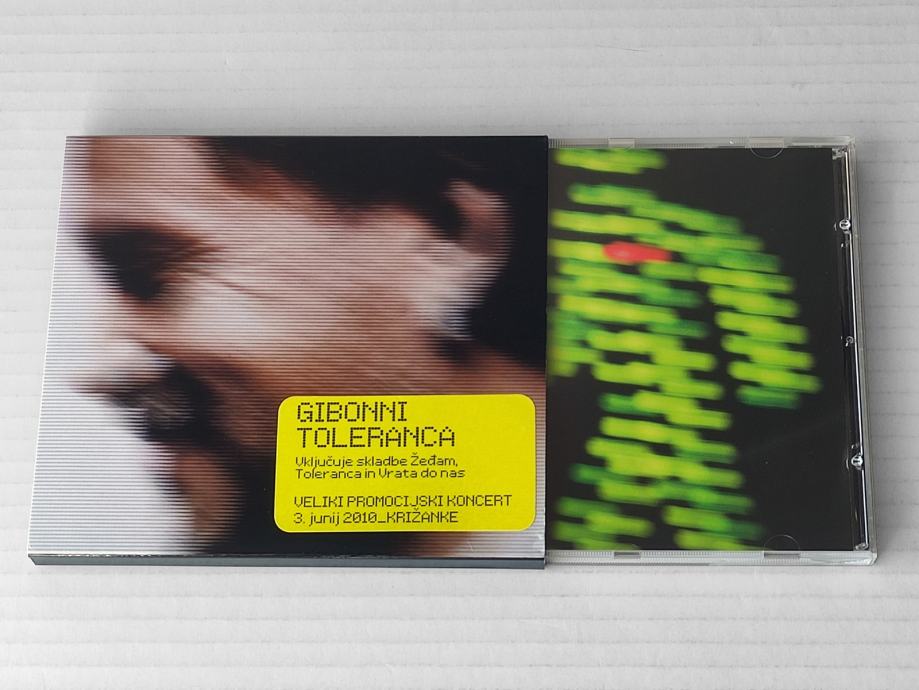 GIBONNI
TOLERANCA
Vključuje skladbe Žeđam,
Toleranca in Vrata do nas
VELIKI PROMOCIJSKI KONCERT
3. junij 2010_KRIŽANKE